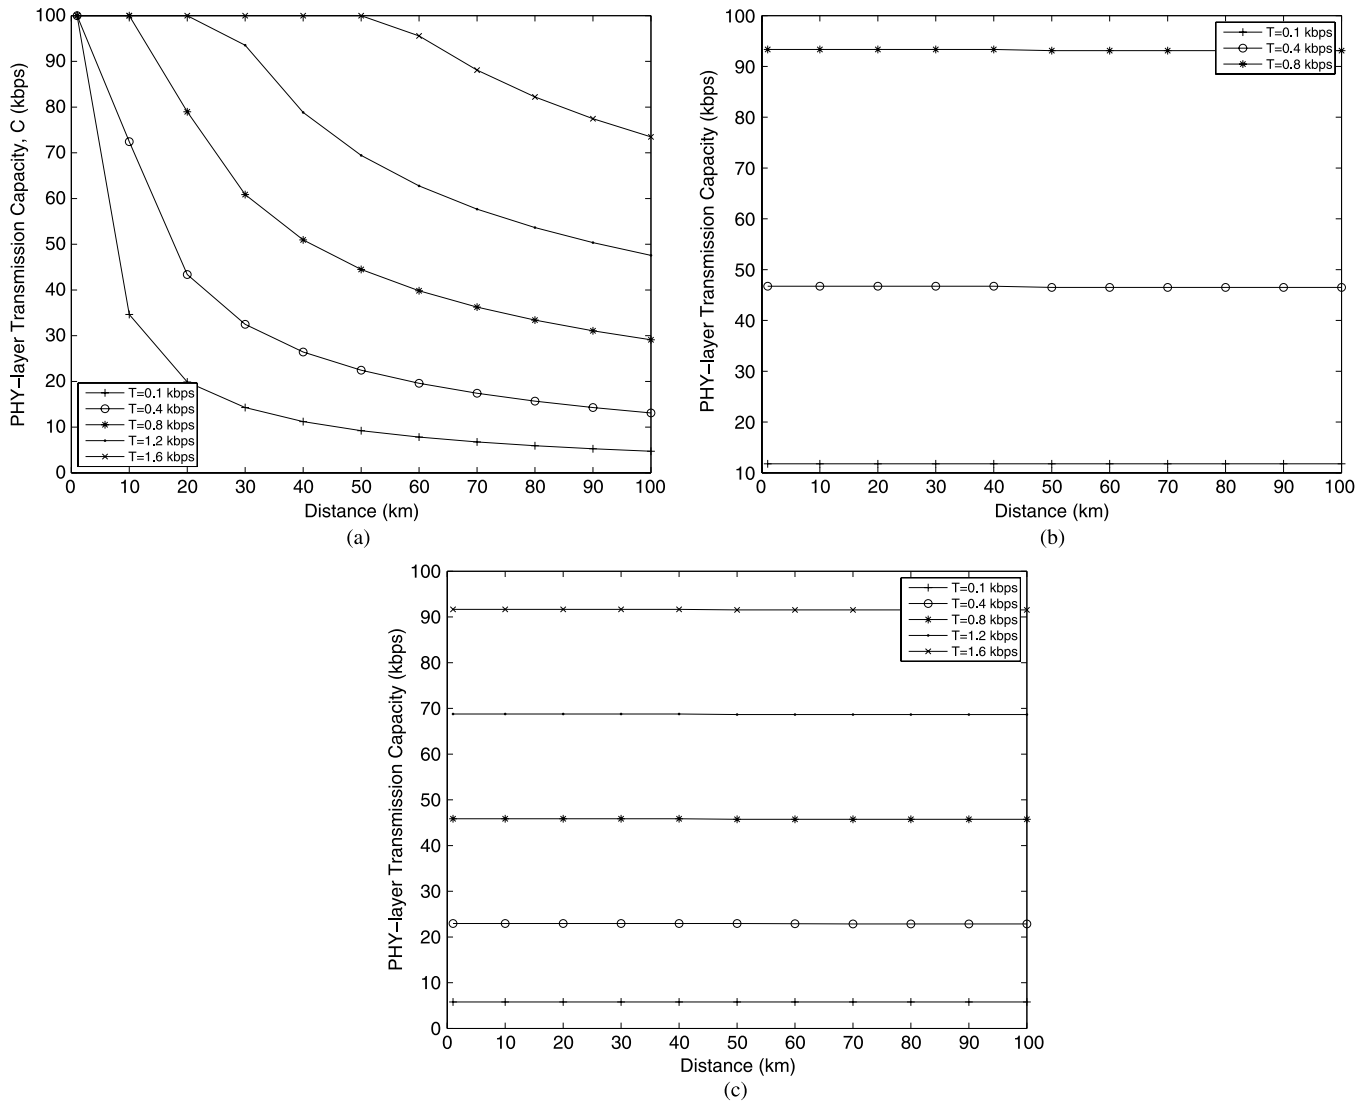 PHY-layer Transmission Capacity, C (kbps)
100
90
80
70
60
50
40
30
20
10
0
T=0.1 kbps
T=0.4 kbps
T=0.8 kbps
T=1.2 kbps
T=1.6 kbps
0 10 20 30 40 50 60 70 80 90 100
Distance (km)
(a)
PHY-layer Transmission Capacity (kbps)
100
90
80
70
60
50
40
30
20
10
T=0.1 kbps
T=0.4 kbps
T=0.8 kbps
0 10 20 30 40 50 60 70 80 90 100
Distance (km)
(b)
PHY-layer Transmission Capacity (kbps)
100
90
80
70
60
50
40
30
20
10
0
T=0.1 kbps
T=0.4 kbps
T=0.8 kbps
T=1.2 kbps
T=1.6 kbps
0 10 20 30 40 50 60 70 80 90 100
Distance (km)
(c)